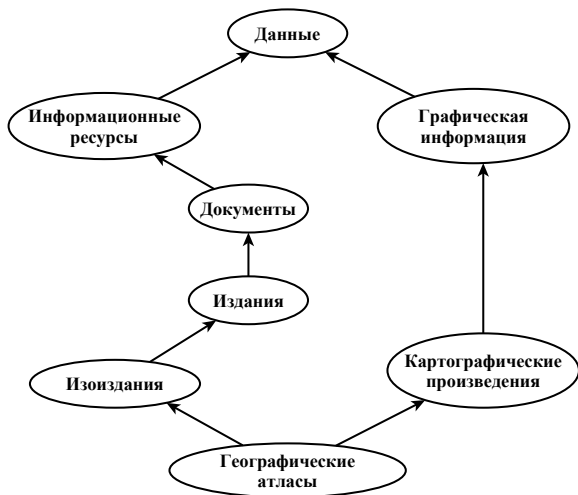 Данные
Информационные
ресурсы
Графическая
информация
Документы
Издания
Изоиздания
Картографические
произведения
Географические
атласы